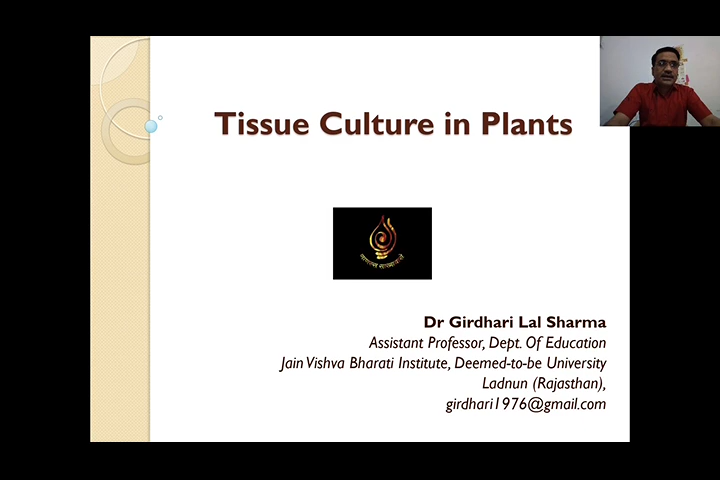 Tissue Culture in Plants
Dr Girdhari Lal Sharma
Assistant Professor, Dept. Of Education
Jain Vishva Bharati Institute, Deemed-to-be University
Ladnun (Rajasthan),
girdhari1976@gmail.com